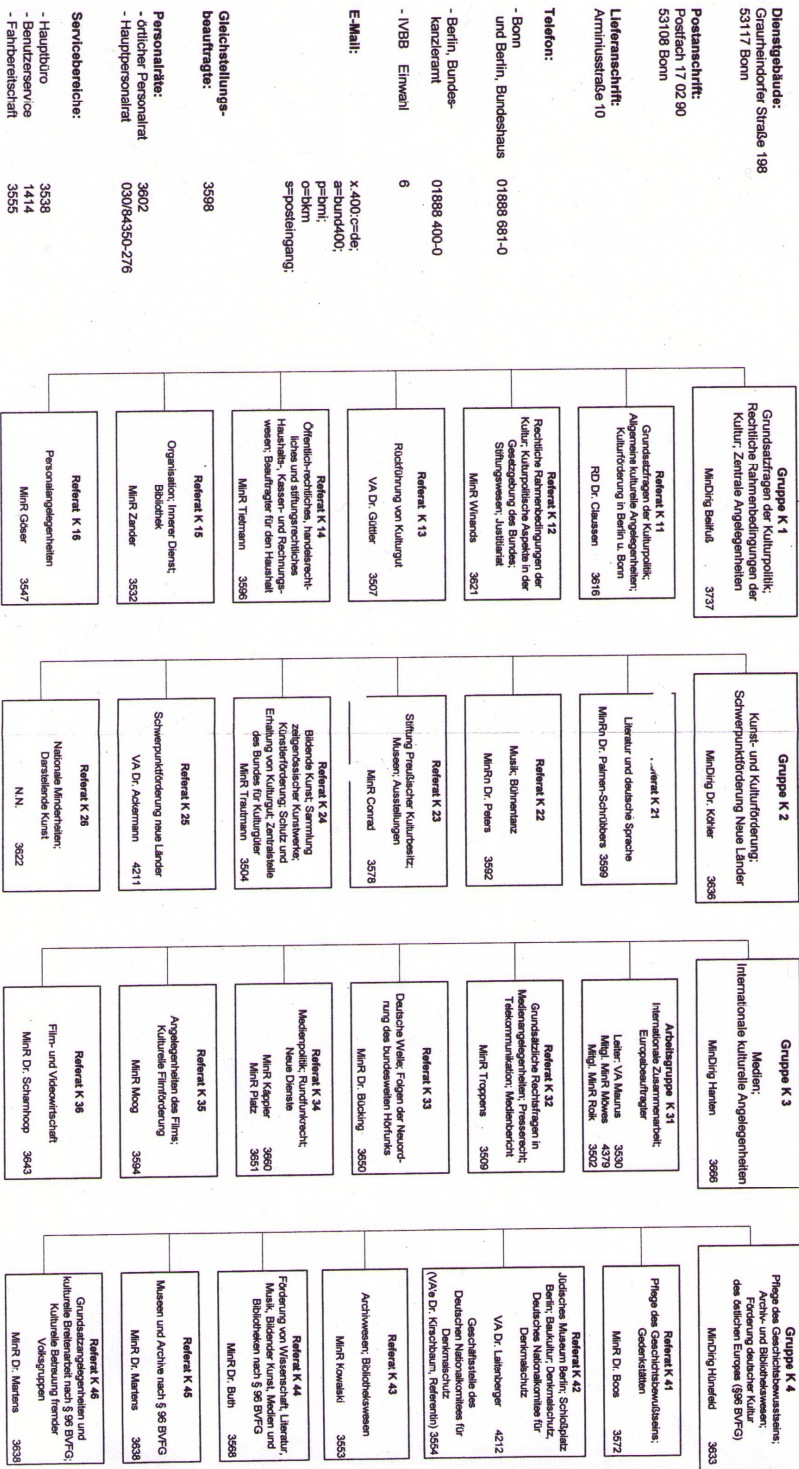 Dienstgebäude:
Graurheindorfer Straße 198
53117 Bonn
Postanschrift:
Postfach 17 02 90
53108 Bonn
Lieferanschrift:
Arminiusstraße 10
Telefon:
- Bonn
und Berlin, Bundeshaus 01888 681-0
- Berlin, Bundes-
kanzleramt 01888 400-0
- IVBB Einwahl 6
E-Mail:
x.400:c=de;
a=bund400;
p=bmi;
o=bkm
s=posteingang;
Gleichstellungs-
beauftragte: 3598
Personalräte:
- örtlicher Personalrat 3602
- Hauptpersonalrat 030/84350-276
Servicebereiche:
- Hauptbüro 3538
- Benutzerservice 1414
- Fahrbereitschaft 3555
Gruppe K 1
Grundsatzfragen der Kulturpolitik;
Rechtliche Rahmenbedingungen der
Kultur; Zentrale Angelegenheiten
MinDirig Beilfuß 3737
Referat K 11
Grundsatzfragen der Kulturpolitik;
Allgemeine kulturelle Angelegenheiten;
Kulturförderung in Berlin u. Bonn
RD Dr. Claussen 3616
Referat K 12
Rechtliche Rahmenbedingungen der
Kultur; Kulturpolitische Aspekte in der
Gesetzgebung des Bundes;
Stiftungswesen; Justitiariat
MinR Winands 3621
Referat K 13
Rückführung von Kulturgut
VA Dr. Güttler 3507
Referat K 14
Öffentlich-rechtliches, handelsrecht-
liches und stiftungsrechtliches
Haushalts-, Kassen- und Rechnungs-
wesen; Beauftragter für den Haushalt
MinR Tietmann 3596
Referat K 15
Organisation; Innerer Dienst;
Bibliothek
MinR Zander 3532
Referat K 16
Personalangelegenheiten
MinR Göser 3547
Gruppe K 2
Kunst- und Kulturförderung;
Schwerpunktförderung Neue Länder
MinDirig Dr. Köhler 3636
Referat K 21
Literatur und deutsche Sprache
MinRn Dr. Palmen-Schrübbers 3599
Referat K 22
Musik; Bühnentanz
MinRn Dr. Peters 3592
Referat K 23
Stiftung Preußischer Kulturbesitz;
Museen; Ausstellungen
MinR Conrad 3578
Referat K 24
Bildende Kunst; Sammlung
zeitgenössischer Kunstwerke;
Künstlerförderung; Schutz und
Erhaltung von Kulturgut; Zentralstelle
des Bundes für Kulturgüter
MinR Trautmann 3504
Referat K 25
Schwerpunktförderung neue Länder
VA Dr. Ackermann 4211
Referat K 26
Nationale Minderheiten;
Darstellende Kunst
N.N. 3622
Gruppe K 3
Medien;
Internationale kulturelle Angelegenheiten
MinDirig Hanten 3666
Arbeitsgruppe K 31
Internationale Zusammenarbeit;
Europabeauftragter
Leiter: VA Maurus 3530
Mitgl. MinR Möwes 4379
Mitgl. MinR Roik 3502
Referat K 32
Grundsätzliche Rechtsfragen in
Medienangelegenheiten; Presserecht;
Telekommunikation; Medienbericht
MinR Troppens 3509
Referat K 33
Deutsche Welle; Folgen der Neuord-
nung des bundesweiten Hörfunks
MinR Dr. Bücking 3650
Referat K 34
Medienpolitik; Rundfunkrecht;
Neue Dienste
MinR Käppler 3660
MinR Platz 3651
Referat K 35
Angelegenheiten des Films;
Kulturelle Filmförderung
MinR Moog 3594
Referat K 36
Film- und Videowirtschaft
MinR Dr. Scharnhoop 3643
Gruppe K 4
Pflege des Geschichtsbewusstseins;
Archiv- und Bibliothekswesen;
Förderung deutscher Kultur
des östlichen Europas (§96 BVFG)
MinDirig Hünefeld 3633
Referat K 41
Pflege des Geschichtsbewußtseins;
Gedenkstätten
MinR Dr. Boos 3572
Referat K 42
Jüdisches Museum Berlin; Schloßplatz
Berlin; Baukultur; Denkmalschutz,
Deutsches Nationalkomitee für
Denkmalschutz
VA Dr. Laitenberger 4212
Geschäftsstelle des
Deutschen Nationalkomitees für
Denkmalschutz
(VA'e Dr. Kirschbaum, Referentin) 3554
Referat K 43
Archivwesen; Bibliothekswesen
MinR Kowalski 3553
Referat K 44
Förderung von Wissenschaft, Literatur,
Musik, Bildender Kunst, Medien und
Bibliotheken nach § 96 BVFG
MinR Dr. Buth 3568
Referat K 45
Museen und Archive nach § 96 BVFG
MinR Dr. Martens 3638
Referat K 46
Grundsatzangelegenheiten und
kulturelle Breitenarbeit nach § 96 BVFG;
Kulturelle Betreuung fremder
Volksgruppen
MinR Dr. Martens 3638